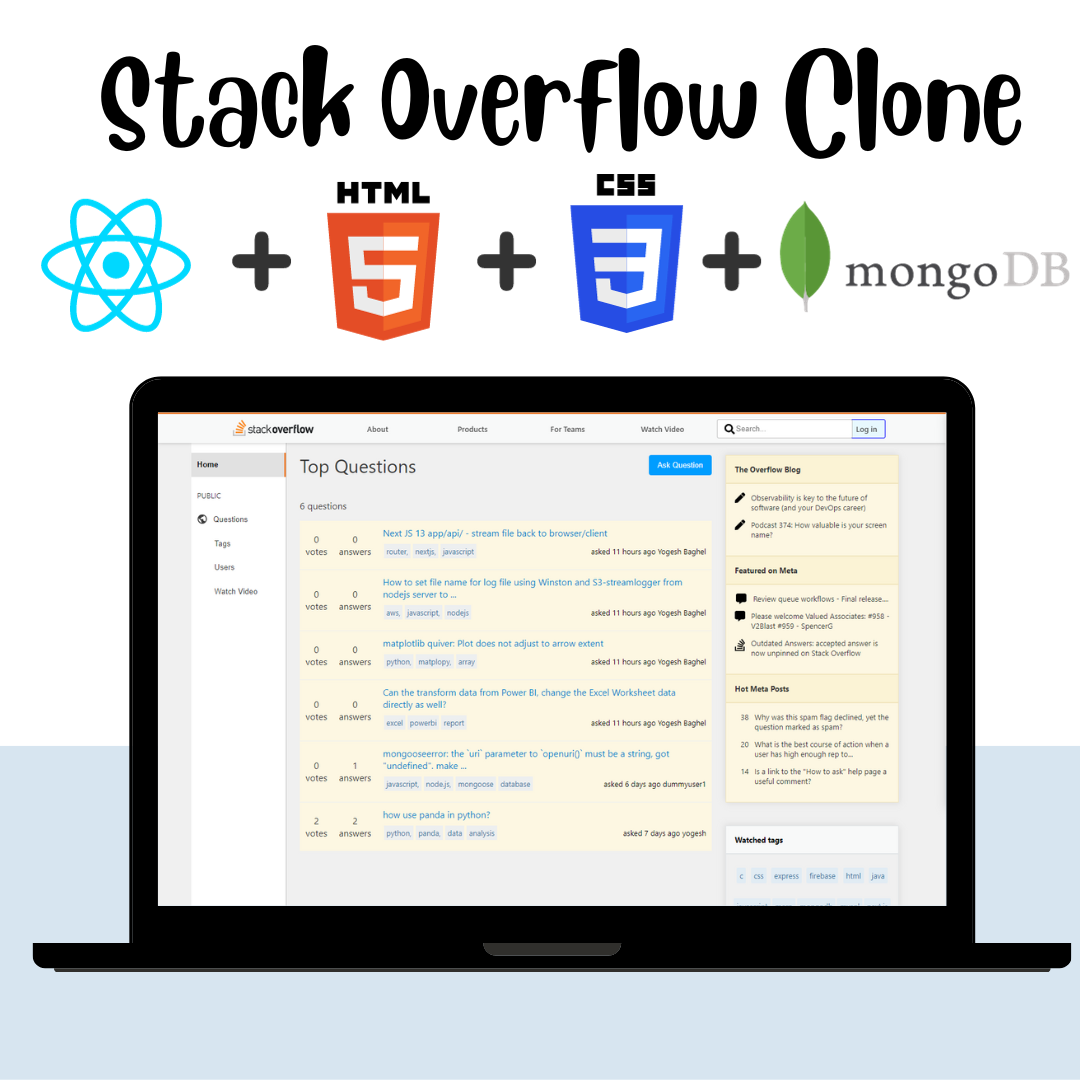 Stack Overflow Clone
HTML
CSS
mongoDB
stackoverflow
About
Products
For Teams
Watch Video
Search...
Log in
Home
PUBLIC
Questions
Tags
Users
Watch Video
Top Questions
Ask Question
6 questions
0 votes
0 answers
Next JS 13 app/api/ - stream file back to browser/client
router, nextjs, javascript
asked 11 hours ago Yogesh Baghel
0 votes
0 answers
How to set file name for log file using Winston and S3-streamlogger from
nodejs server to ...
aws, javascript, nodejs
asked 11 hours ago Yogesh Baghel
0 votes
0 answers
matplotlib quiver: Plot does not adjust to arrow extent
python, matplopy, array
asked 11 hours ago Yogesh Baghel
0 votes
0 answers
Can the transform data from Power BI, change the Excel Worksheet data
directly as well?
excel powerbi report
asked 11 hours ago Yogesh Baghel
0 votes
1 answers
mongooseerror: the `uri` parameter to `openuri()` must be a string, got
"undefined". make ...
javascript, node.js, mongoose database
asked 6 days ago dummyuser1
2 votes
2 answers
how use panda in python?
python, panda, data analysis
asked 7 days ago yogesh
The Overflow Blog
Observability is key to the future of
software (and your DevOps career)
Podcast 374: How valuable is your screen
name?
Featured on Meta
Review queue workflows - Final release....
Please welcome Valued Associates: #958 -
V2Blast #959 - SpencerG
Outdated Answers: accepted answer is
now unpinned on Stack Overflow
Hot Meta Posts
38 Why was this spam flag declined, yet the
question marked as spam?
20 What is the best course of action when a
user has high enough rep to...
14 Is a link to the "How to ask" help page a
useful comment?
Watched tags
c css express firebase html java